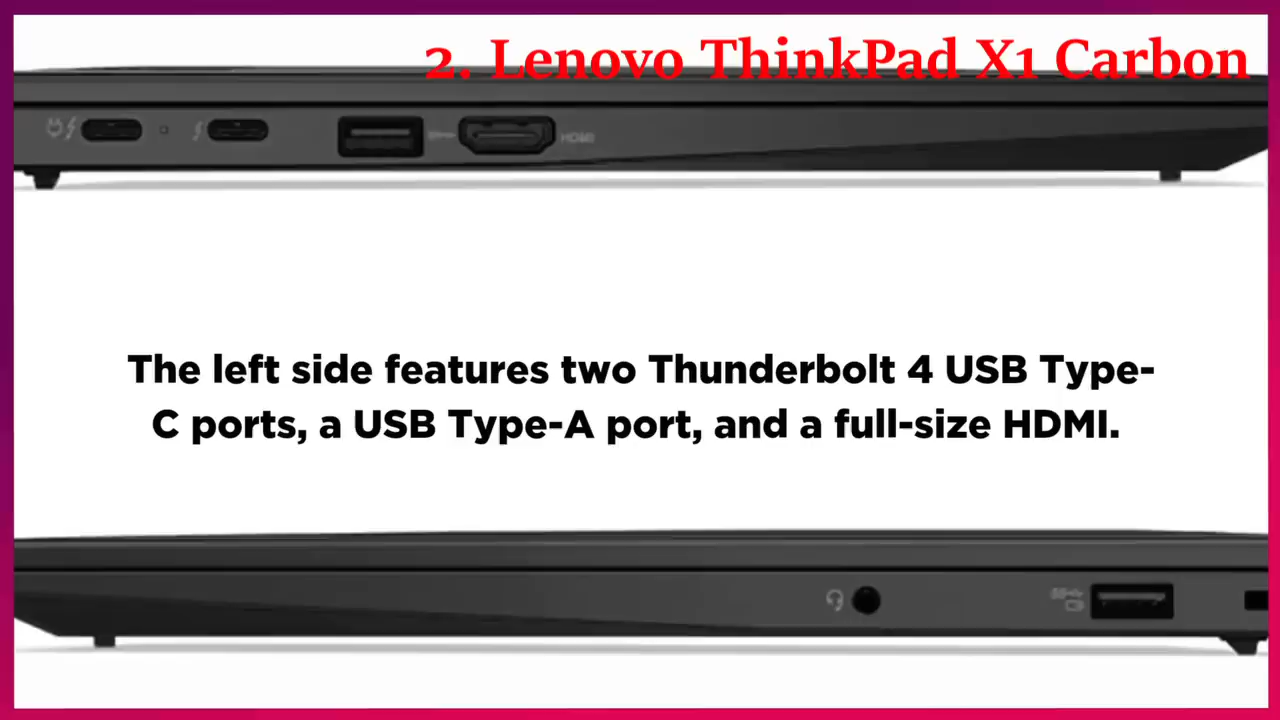 2. Lenovo ThinkPad X1 Carbon
HDMI
The left side features two Thunderbolt 4 USB Type-
C ports, a USB Type-A port, and a full-size HDMI.